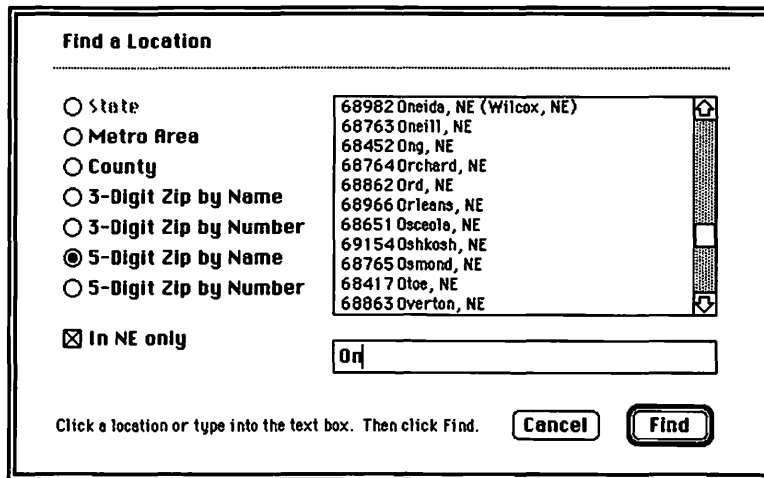 Find a Location
State
Metro Area
County
3-Digit Zip by Name
3-Digit Zip by Number
5-Digit Zip by Name
5-Digit Zip by Number
In NE only
68982 Oneida, NE (Wilcox, NE)
68763 Oneill, NE
68452 Ong, NE
68764 Orchard, NE
68862 Ord, NE
68966 Orleans, NE
68651 Osceola, NE
69154 Oshkosh, NE
68765 Osmond, NE
68417 Otoe, NE
68863 Overton, NE
On
Click a location or type into the text box. Then click Find.
Cancel
Find